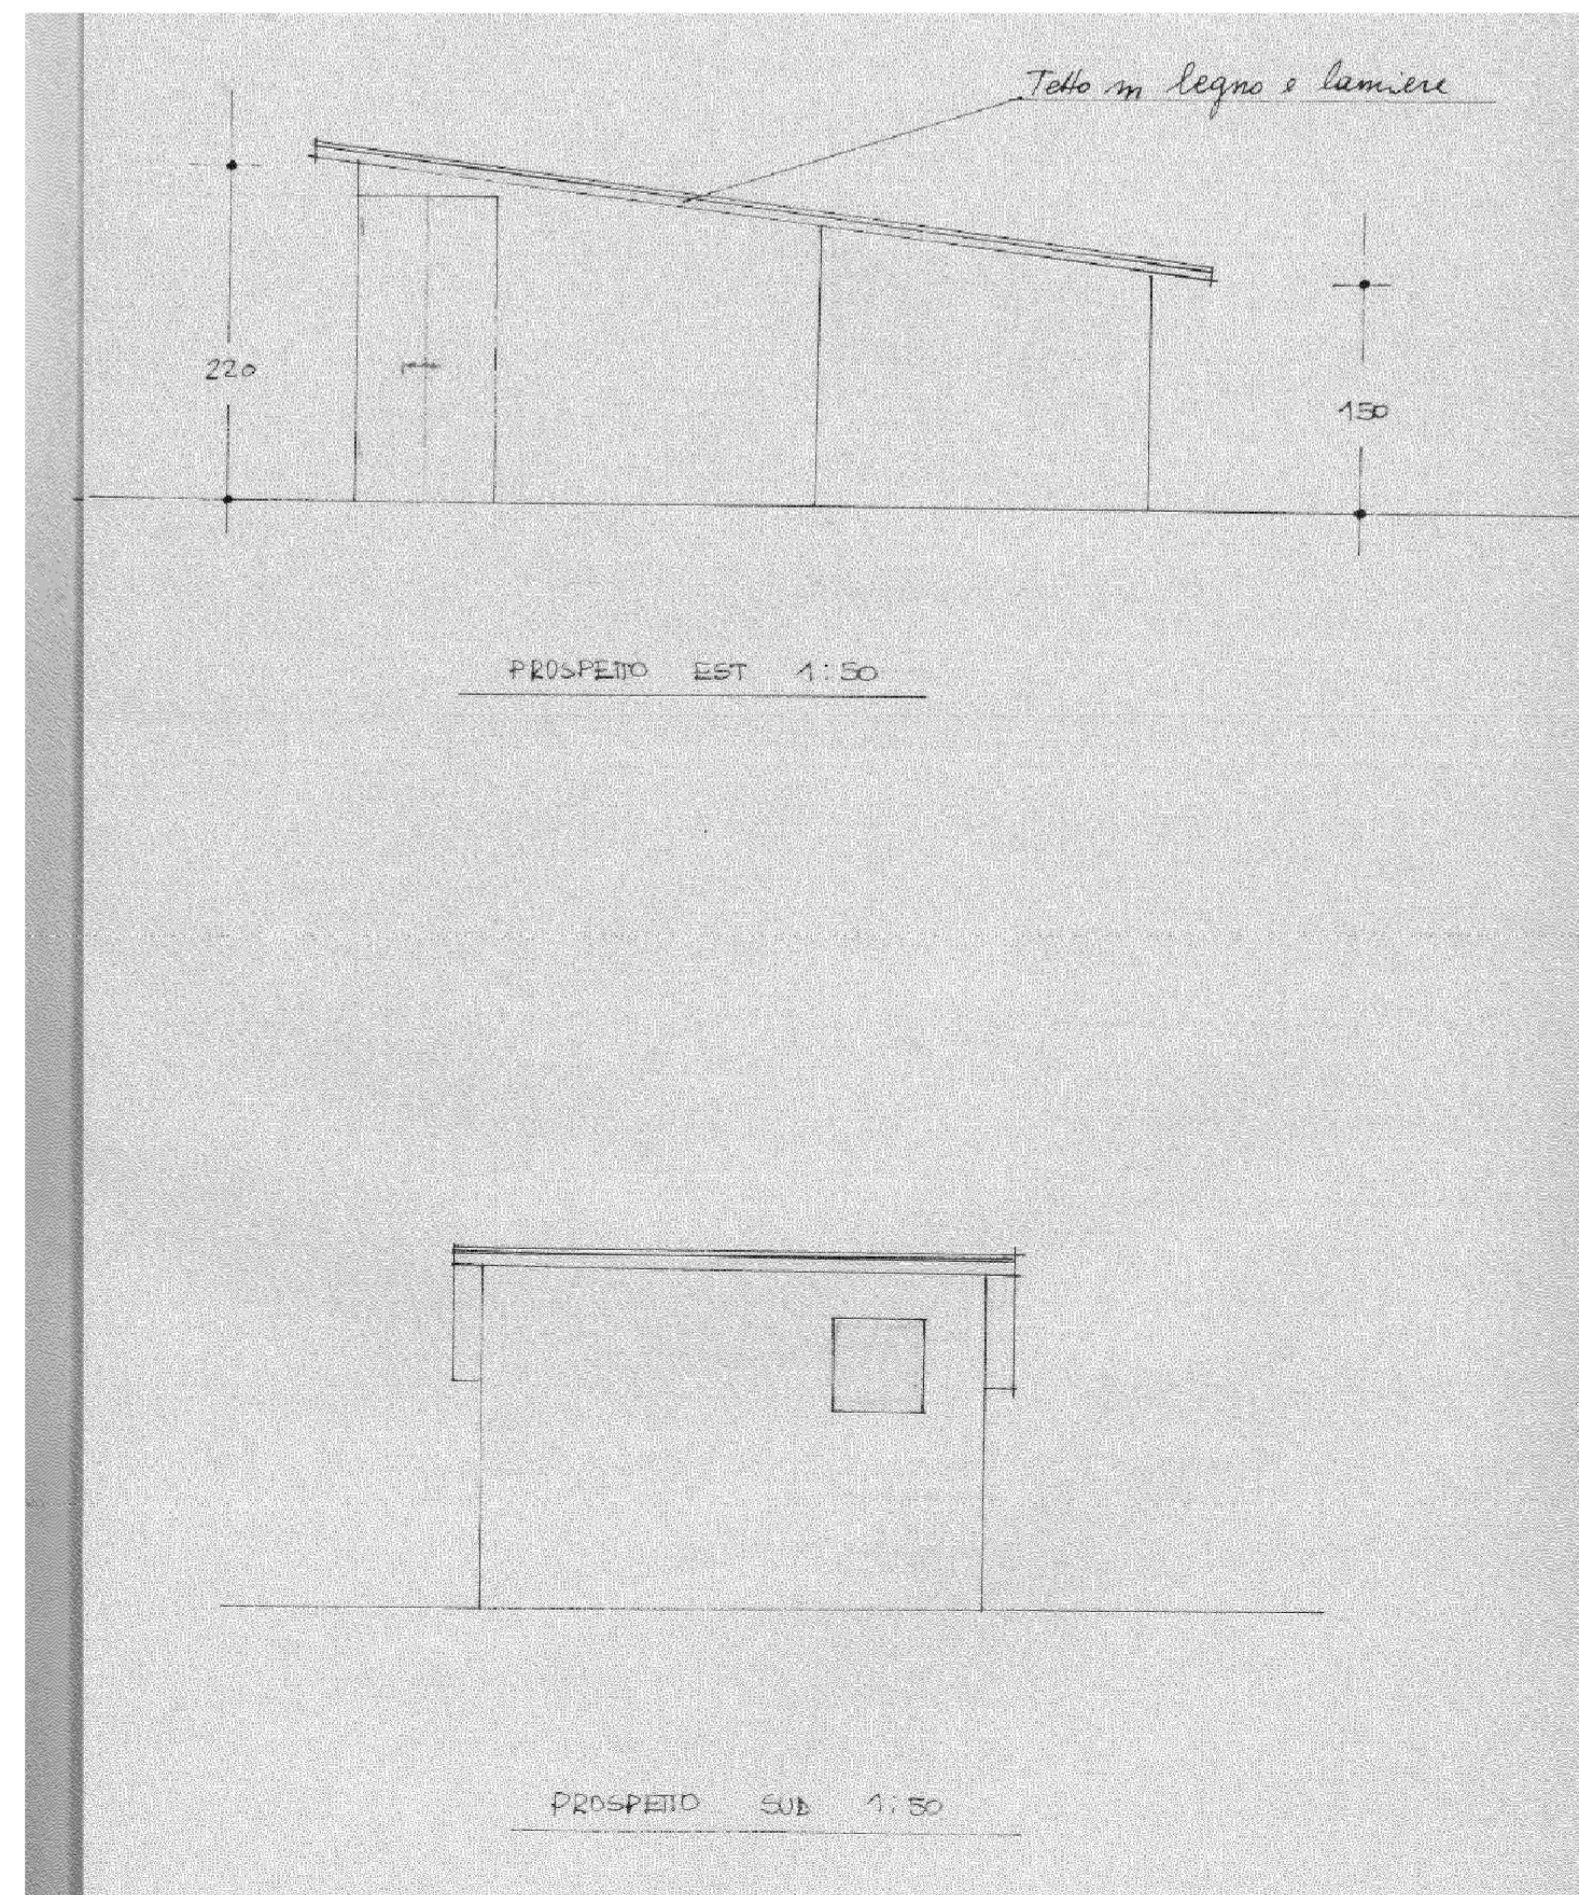 Tetto in legno e lamiere
220
150
PROSPETTO EST 1:50
PROSPETTO SUD 1:50